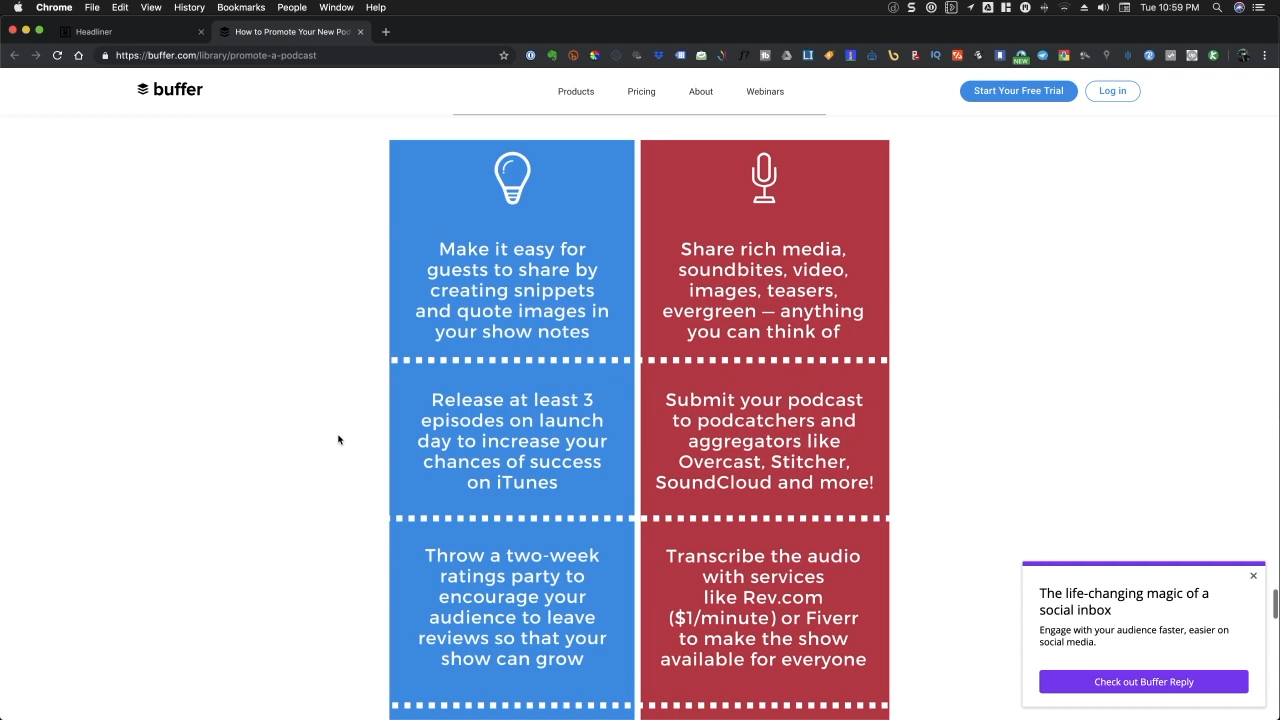 Chrome File Edit View History Bookmarks People Window Help
Tue 10:59 PM
Headiner
How to Promote Your New Poc
https://buffer.com/library/promote-a-podcast
NEW
buffer
Products Pricing About Webinars
Start Your Free Trial Log in
Make it easy for
guests to share by
creating snippets
and quote images in
your show notes
Share rich media,
soundbites, video,
images, teasers,
evergreen — anything
you can think of
Release at least 3
episodes on launch
day to increase your
chances of success
on iTunes
Submit your podcast
to podcatchers and
aggregators like
Overcast, Stitcher,
SoundCloud and more!
Throw a two-week
ratings party to
encourage your
audience to leave
reviews so that your
show can grow
Transcribe the audio
with services
like Rev.com
($1/minute) or Fiverr
to make the show
available for everyone
The life-changing magic of a
social inbox
Engage with your audience faster, easier on
social media.
Check out Buffer Reply